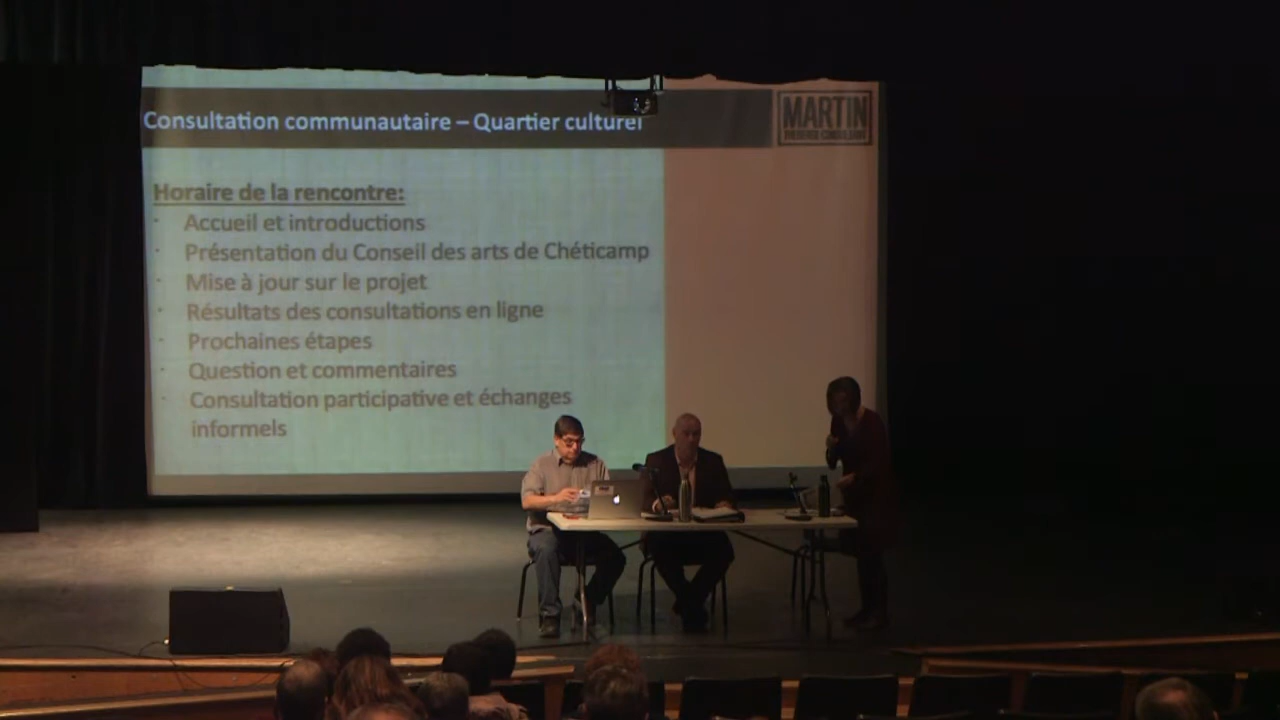 Consultation communautaire – Quartier culturel
MARTIN
Horaire de la rencontre:
Accueil et introductions
Présentation du Conseil des arts de Chéticamp
Mise à jour sur le projet
Résultats des consultations en ligne
Prochaines étapes
Question et commentaires
Consultation participative et échanges
informels